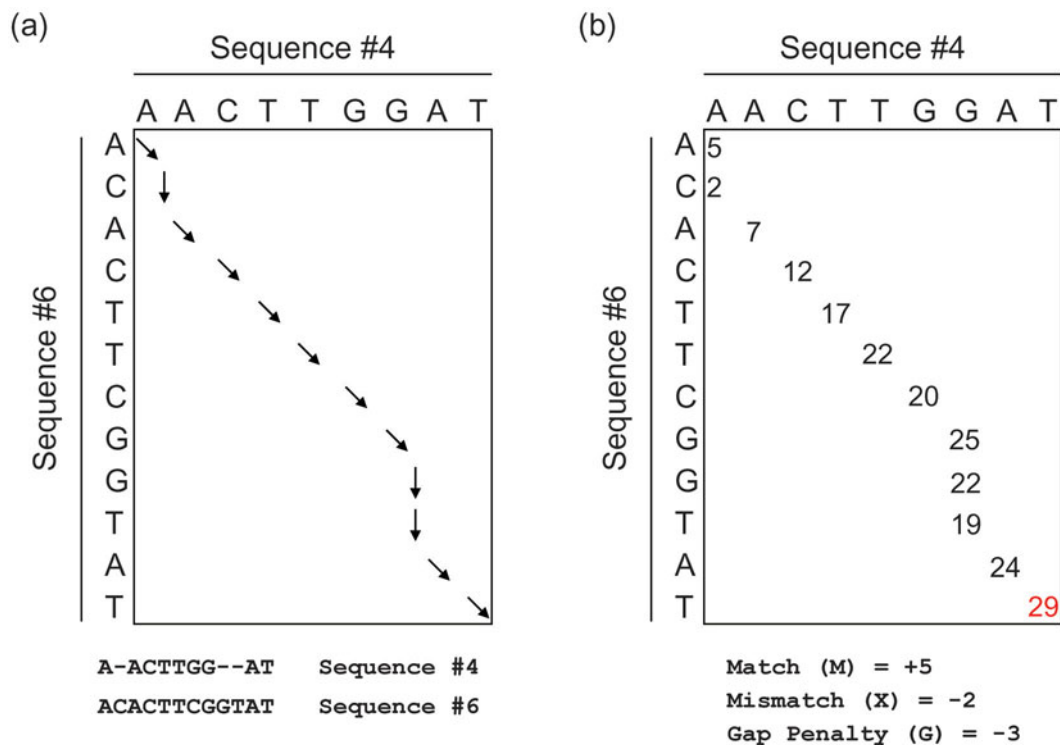 (a)
Sequence #4
A A C T T G G A T
Sequence #6
A
C
A
C
T
T
C
G
G
T
A
T
A-ACTTGG--AT Sequence #4
ACACTTCGGTAT Sequence #6
(b)
Sequence #4
A A C T T G G A T
Sequence #6
A 5
C 2
A 7
C 12
T 17
T 22
C 20
G 25
G 22
T 19
A 24
T 29
Match (M) = +5
Mismatch (X) = -2
Gap Penalty (G) = -3